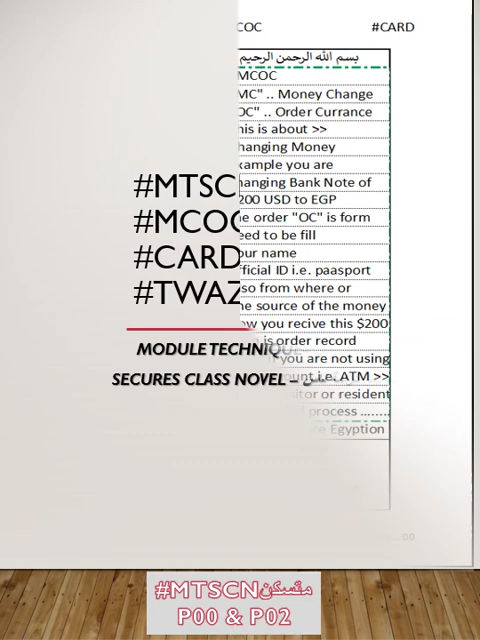 COC #CARD
بسم الله الرحمن الرحيم
MCOC
MC" .. Money Change
OC" .. Order Currance
his is about >>
hanging Money
xample you are
hanging Bank Note of
200 USD to EGP
he order "OC" is form
eed to be fill
our name
fficial ID i.e. paasport
lso from where or
he source of the money
ow you recive this $200
is order record
you are not using
ount i.e. ATM >>
itor or resident
process .......
re Egyption
#MTSC
#MCOC
#CARD
#TWAZ
MODULE TECHNIQUE
SECURES CLASS NOVEL –
#MTSCNمتسكن
P00 & P02